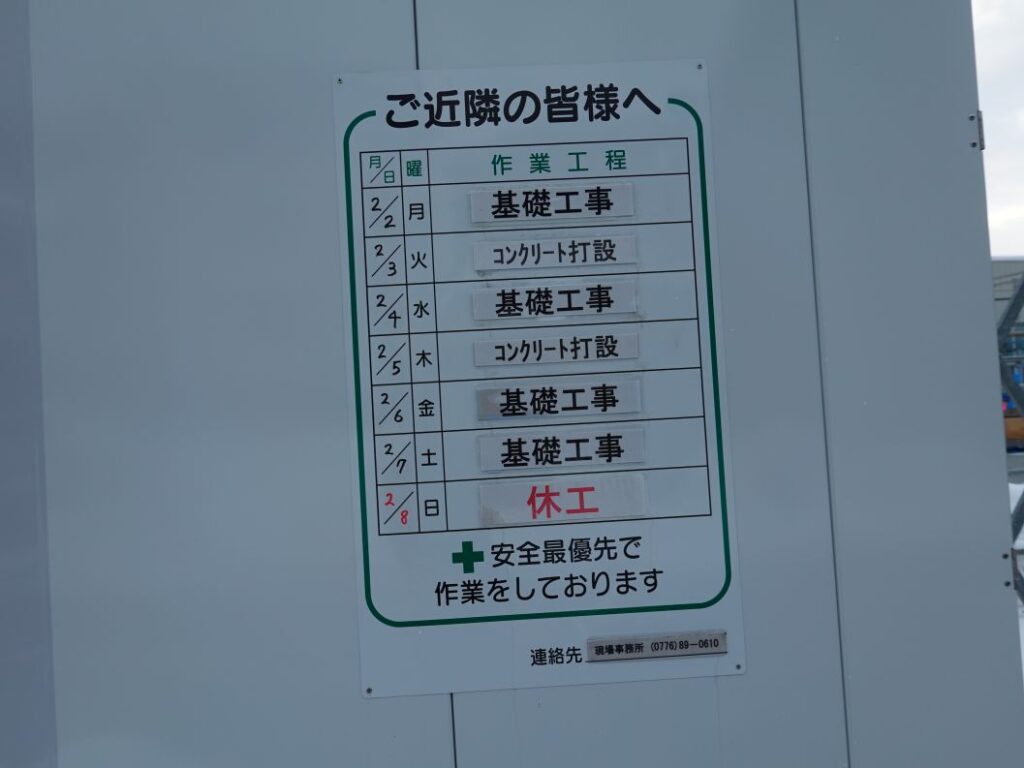 ご近隣の皆様へ
月/日 曜 作業工程
2/2 月 基礎工事
2/3 火 コンクリート打設
2/4 水 基礎工事
2/5 木 コンクリート打設
2/6 金 基礎工事
2/7 土 基礎工事
2/8 日 休工
安全最優先で
作業をしております
連絡先 現場事務所 (0776)89-0610